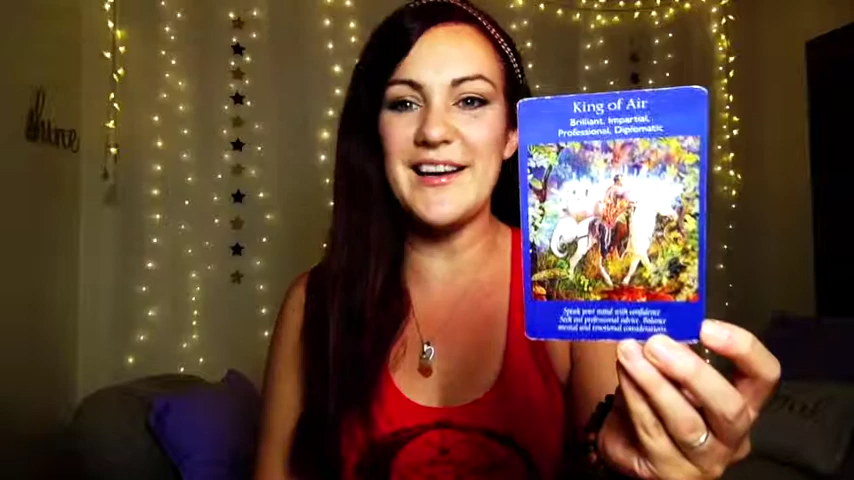 shine
King of Air
Brilliant, Impartial,
Professional, Diplomatic
Speak your mind with confidence
Seek out professional advice. Balance
mental and emotional considerations.